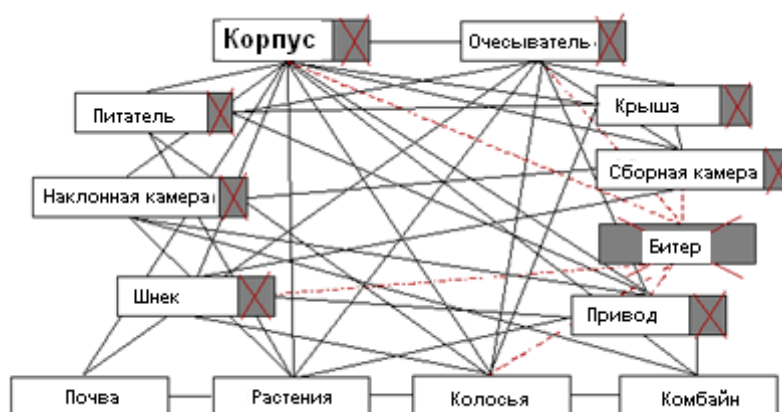 Корпус
Очесыватель
Питатель
Крыша
Наклонная камера
Сборная камера
Битер
Шнек
Привод
Почва
Растения
Колосья
Комбайн